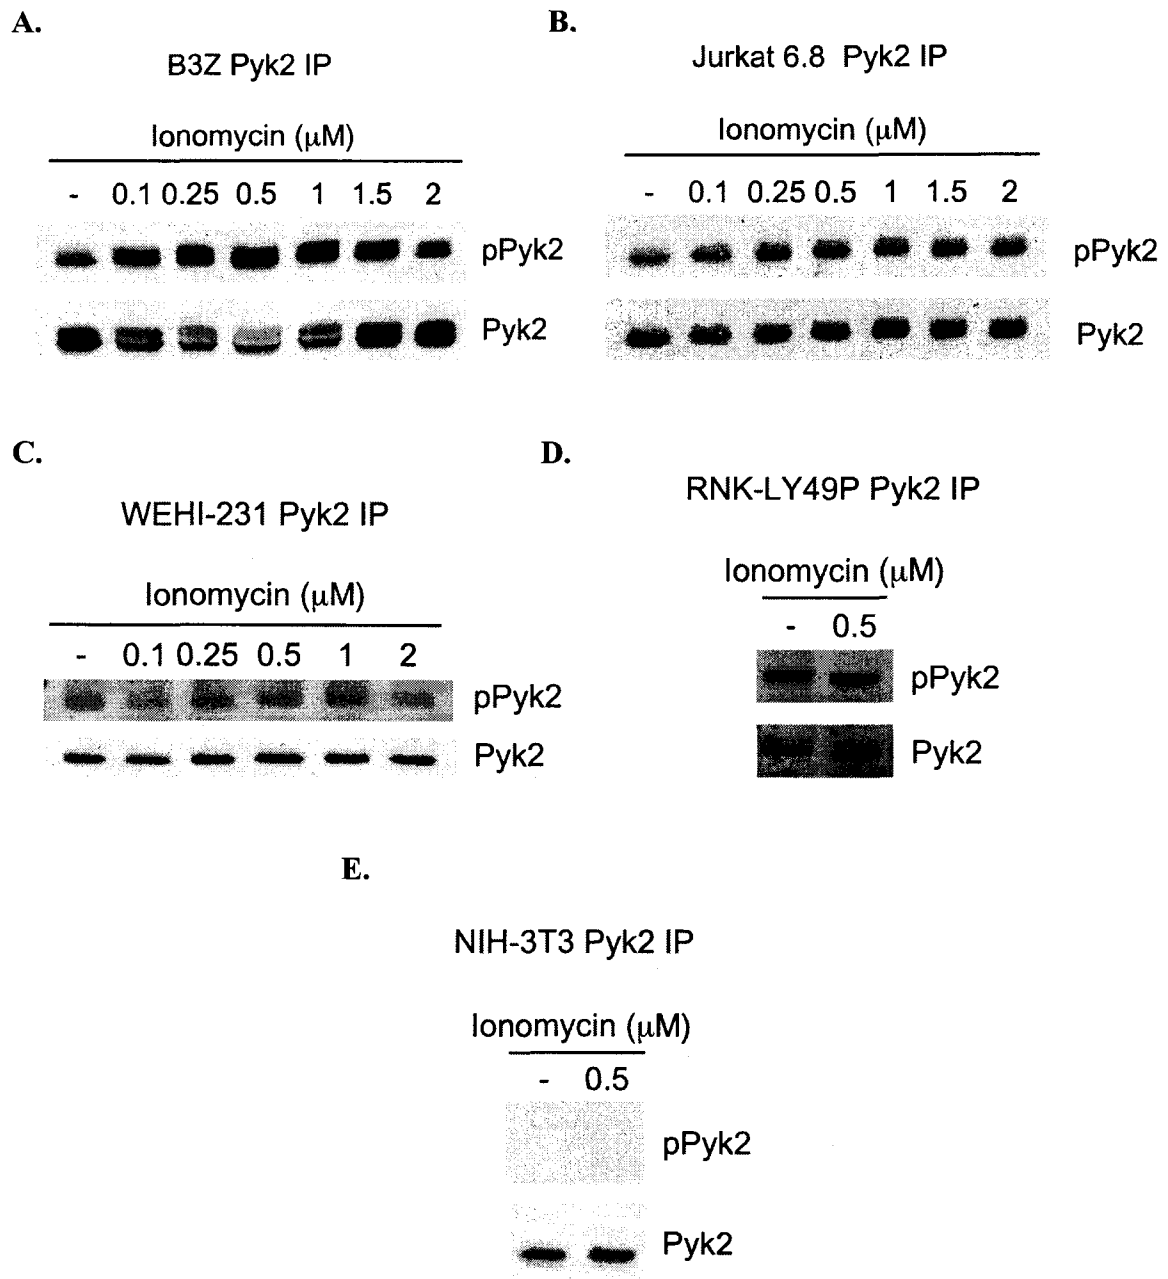 A.
B3Z Pyk2 IP
Ionomycin (μM)
- 0.1 0.25 0.5 1 1.5 2
pPyk2
Pyk2
B.
Jurkat 6.8 Pyk2 IP
Ionomycin (μM)
- 0.1 0.25 0.5 1 1.5 2
pPyk2
Pyk2
C.
WEHI-231 Pyk2 IP
Ionomycin (μM)
- 0.1 0.25 0.5 1 2
pPyk2
Pyk2
D.
RNK-LY49P Pyk2 IP
Ionomycin (μM)
- 0.5
pPyk2
Pyk2
E.
NIH-3T3 Pyk2 IP
Ionomycin (μM)
- 0.5
pPyk2
Pyk2